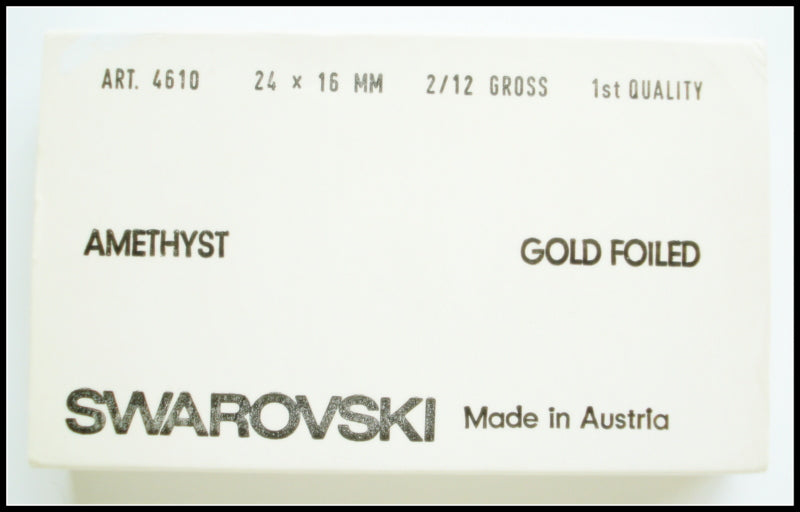 ART. 4610 24 × 16 MM 2/12 GROSS 1st QUALITY
AMETHYST GOLD FOILED
SWAROVSKI Made in Austria